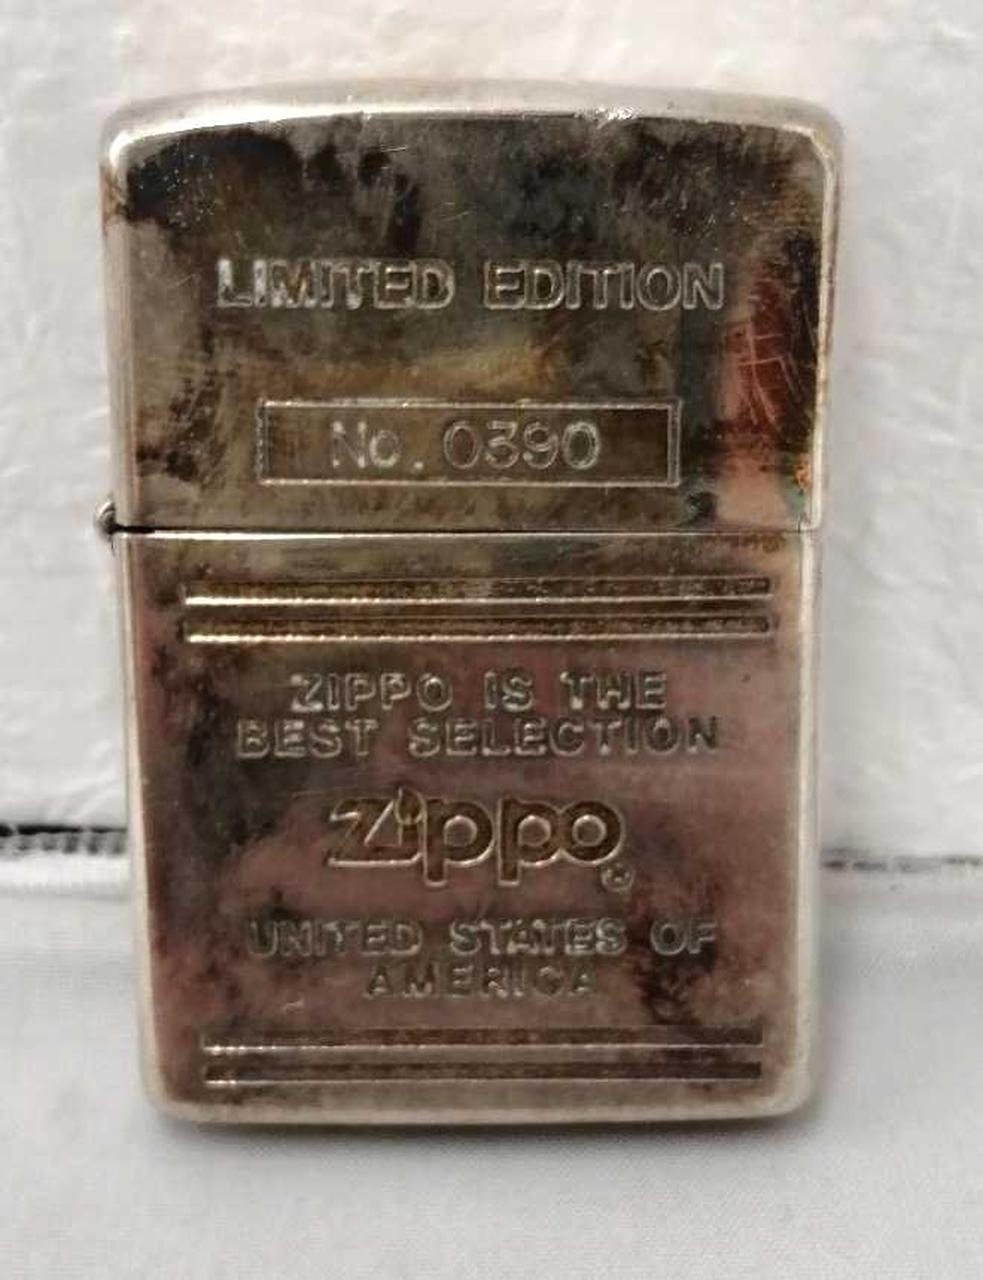 LIMITED EDITION
No. 0390
ZIPPO IS THE
BEST SELECTION
zippo
®
UNITED STATES OF
AMERICA